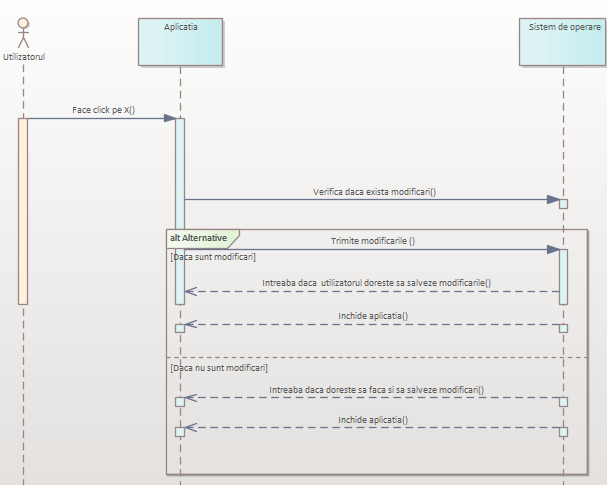 Aplicatia
Sistem de operare
Utilizatorul
Face click pe X()
Verifica daca exista modificari()
alt Alternative
Trimite modificarile ()
[Daca sunt modificari]
Intreaba daca  utilizatorul doreste sa salveze modificarile()
Inchide aplicatia()
[Daca nu sunt modificari]
Intreaba daca doreste sa faca si sa salveze modificari()
Inchide aplicatia()